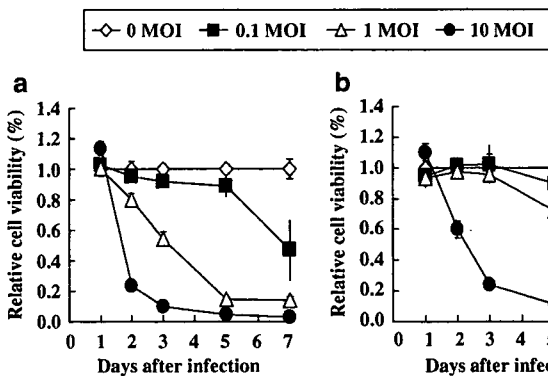 0 MOI 0.1 MOI 1 MOI 10 MOI
a
Relative cell viability (%)
1.4
1.2
1.0
0.8
0.6
0.4
0.2
0.0
0 1 2 3 4 5 6 7
Days after infection
b
Relative cell viability (%)
1.4
1.2
1.0
0.8
0.6
0.4
0.2
0.0
0 1 2 3 4
Days after infec